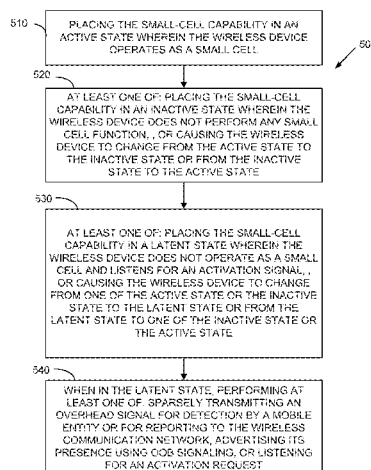 510
PLACING THE SMALL-CELL CAPABILITY IN AN
ACTIVE STATE WHEREIN THE WIRELESS DEVICE
OPERATES AS A SMALL CELL
50
520
AT LEAST ONE OF: PLACING THE SMALL-CELL
CAPABILITY IN AN INACTIVE STATE WHEREIN THE
WIRELESS DEVICE DOES NOT PERFORM ANY SMALL
CELL FUNCTION, , OR CAUSING THE WIRELESS
DEVICE TO CHANGE FROM THE ACTIVE STATE TO
THE INACTIVE STATE OR FROM THE INACTIVE
STATE TO THE ACTIVE STATE
530
AT LEAST ONE OF: PLACING THE SMALL-CELL
CAPABILITY IN A LATENT STATE WHEREIN THE
WIRELESS DEVICE DOES NOT OPERATE AS A SMALL
CELL AND LISTENS FOR AN ACTIVATION SIGNAL, ,
OR CAUSING THE WIRELESS DEVICE TO CHANGE
FROM ONE OF THE ACTIVE STATE OR THE INACTIVE
STATE TO THE LATENT STATE OR FROM THE
LATENT STATE TO ONE OF THE INACTIVE STATE OR
THE ACTIVE STATE
540
WHEN IN THE LATENT STATE, PERFORMING AT
LEAST ONE OF: SPARSELY TRANSMITTING AN
OVERHEAD SIGNAL FOR DETECTION BY A MOBILE
ENTITY OR FOR REPORTING TO THE WIRELESS
COMMUNICATION NETWORK, ADVERTISING ITS
PRESENCE USING OOB SIGNALING, OR LISTENING
FOR AN ACTIVATION REQUEST